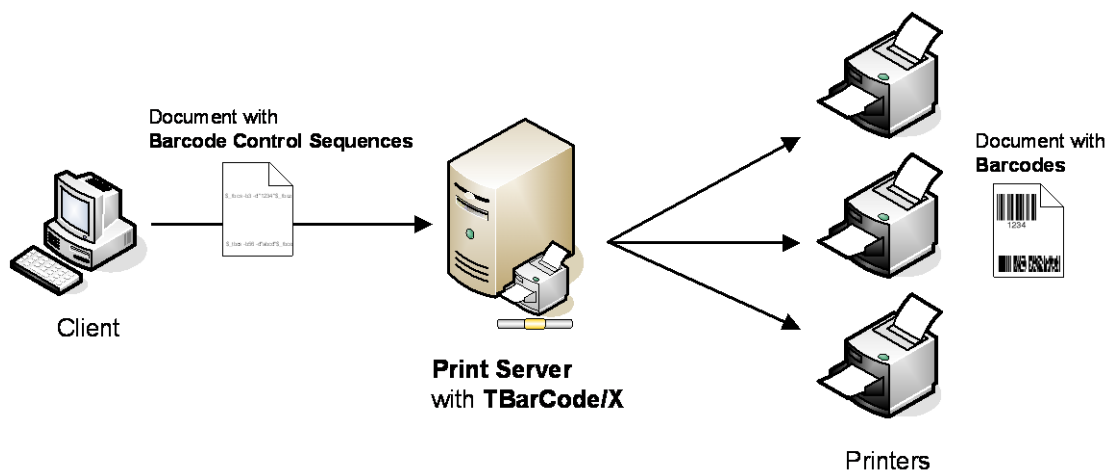 Document with
Barcode Control Sequences
Client
Print Server
with TBarCode/X
Document with
Barcodes
1234
Printers